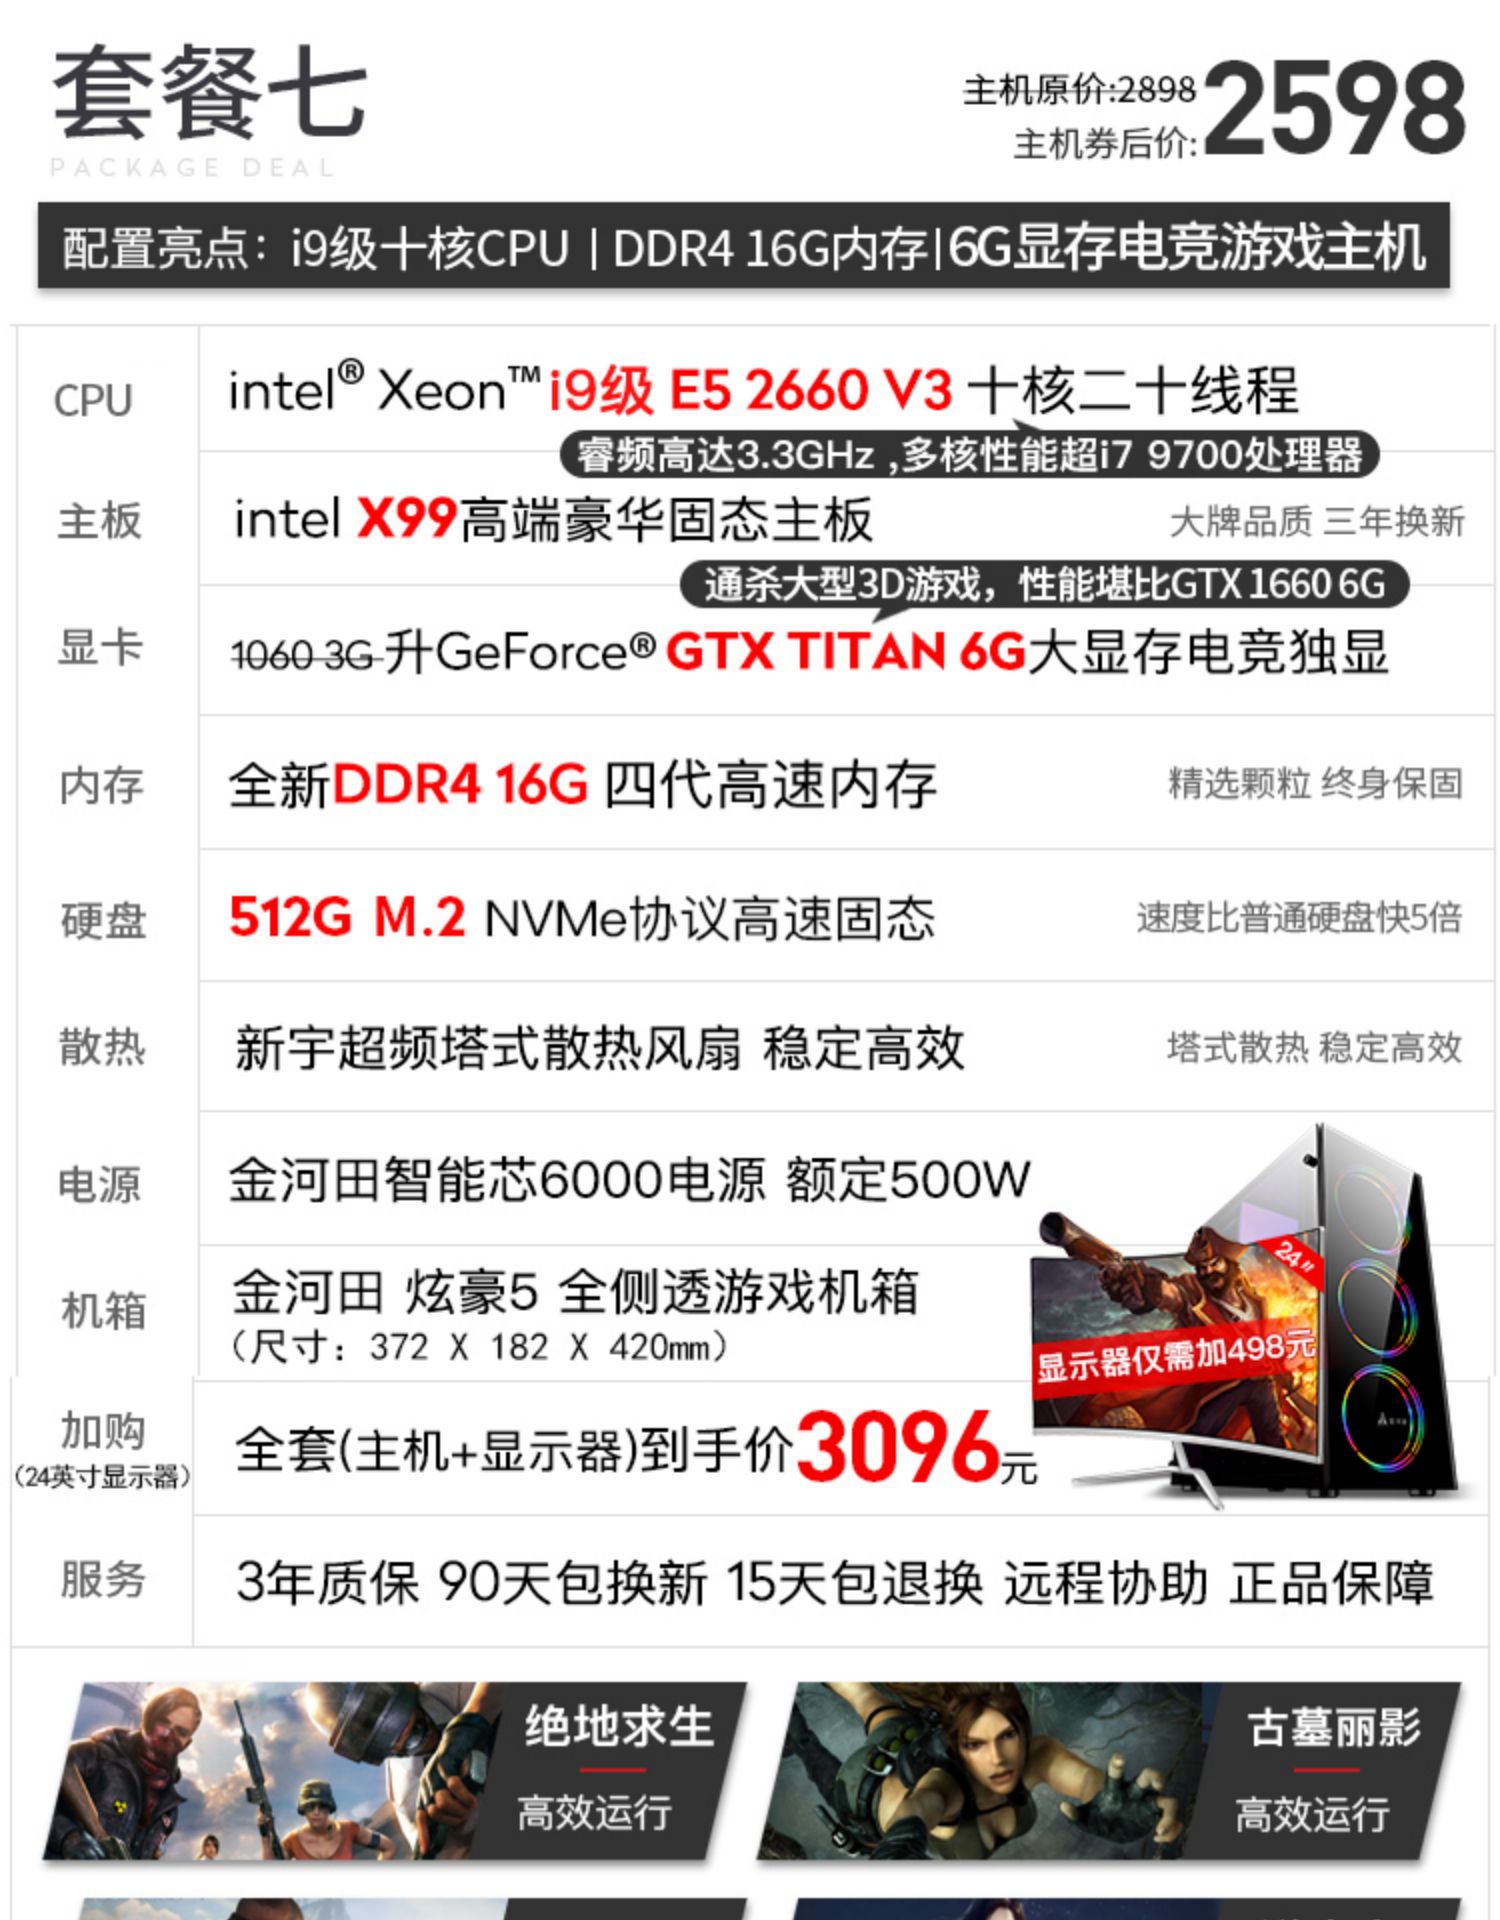 套餐七
PACKAGE DEAL
主机原价:2898
主机券后价:2598
配置亮点：i9级十核CPU | DDR4 16G内存|6G显存电竞游戏主机
CPU
intel® Xeon™ i9级 E5 2660 V3 十核二十线程
睿频高达3.3GHz ,多核性能超i7 9700处理器
主板
intel X99高端豪华固态主板
大牌品质 三年换新
通杀大型3D游戏，性能堪比GTX 1660 6G
显卡
1060 3G 升GeForce® GTX TITAN 6G大显存电竞独显
内存
全新DDR4 16G 四代高速内存
精选颗粒 终身保固
硬盘
512G M.2 NVMe协议高速固态
速度比普通硬盘快5倍
散热
新宇超频塔式散热风扇 稳定高效
塔式散热 稳定高效
电源
金河田智能芯6000电源 额定500W
机箱
金河田 炫豪5 全侧透游戏机箱
（尺寸：372 X 182 X 420mm）
24吋
显示器仅需加498元
加购
（24英寸显示器）
全套(主机+显示器)到手价3096元
服务
3年质保 90天包换新 15天包退换 远程协助 正品保障
绝地求生
高效运行
古墓丽影
高效运行